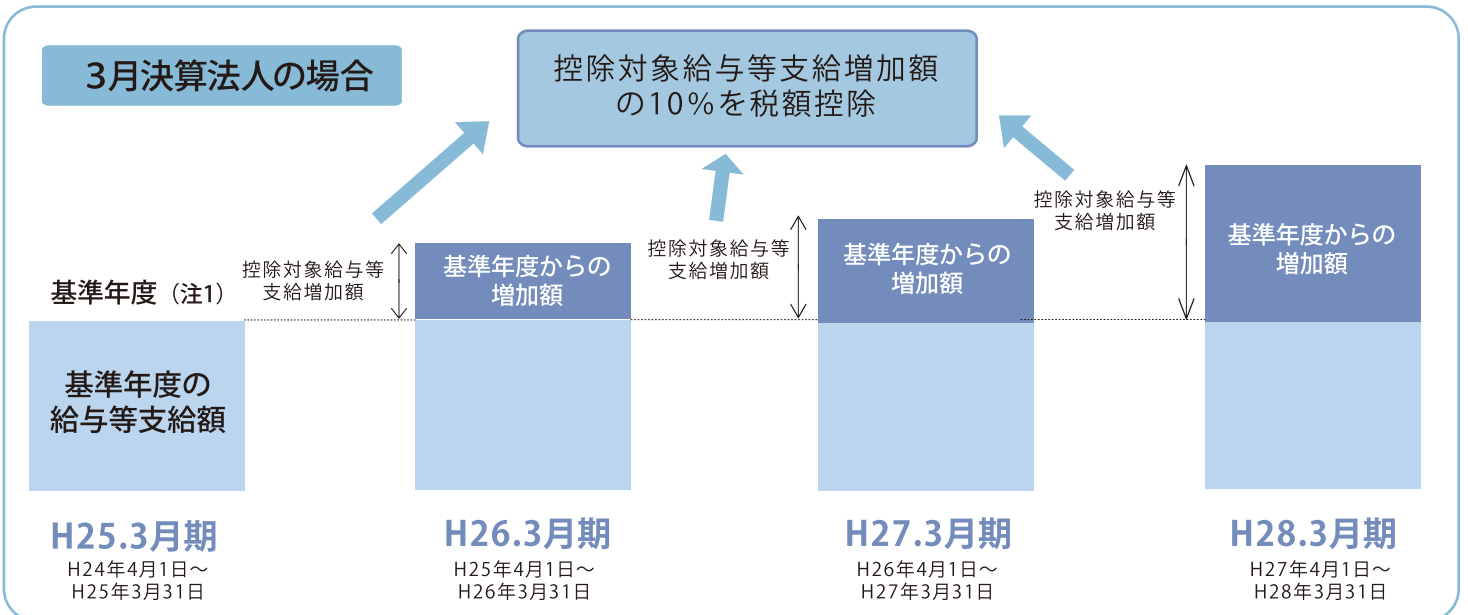 3月決算法人の場合
控除対象給与等支給増加額
の10%を税額控除
基準年度（注1）
基準年度の
給与等支給額
控除対象給与等
支給増加額
基準年度からの
増加額
控除対象給与等
支給増加額
基準年度からの
増加額
控除対象給与等
支給増加額
基準年度からの
増加額
H25.3月期
H24年4月1日～
H25年3月31日
H26.3月期
H25年4月1日～
H26年3月31日
H27.3月期
H26年4月1日～
H27年3月31日
H28.3月期
H27年4月1日～
H28年3月31日